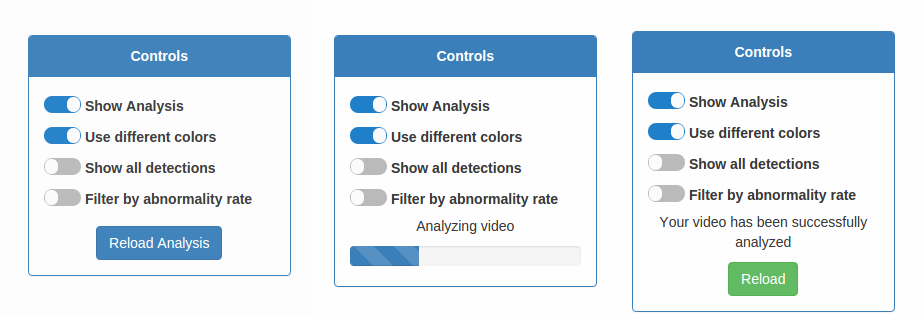 Controls
Show Analysis
Use different colors
Show all detections
Filter by abnormality rate
Reload Analysis
Controls
Show Analysis
Use different colors
Show all detections
Filter by abnormality rate
Analyzing video
Controls
Show Analysis
Use different colors
Show all detections
Filter by abnormality rate
Your video has been successfully
analyzed
Reload